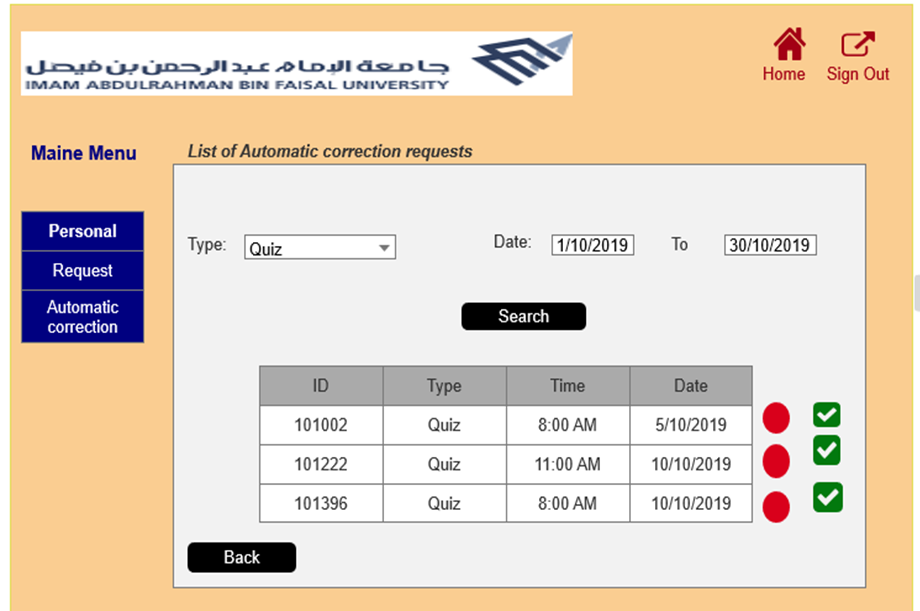 جامعة الإمام عبد الرحمن بن فيصل
IMAM ABDULRAHMAN BIN FAISAL UNIVERSITY
Home
Sign Out
Maine Menu
List of Automatic correction requests
Personal
Request
Automatic
correction
Type: Quiz Date: 1/10/2019 To 30/10/2019
Search
ID Type Time Date
101002 Quiz 8:00 AM 5/10/2019
101222 Quiz 11:00 AM 10/10/2019
101396 Quiz 8:00 AM 10/10/2019
Back